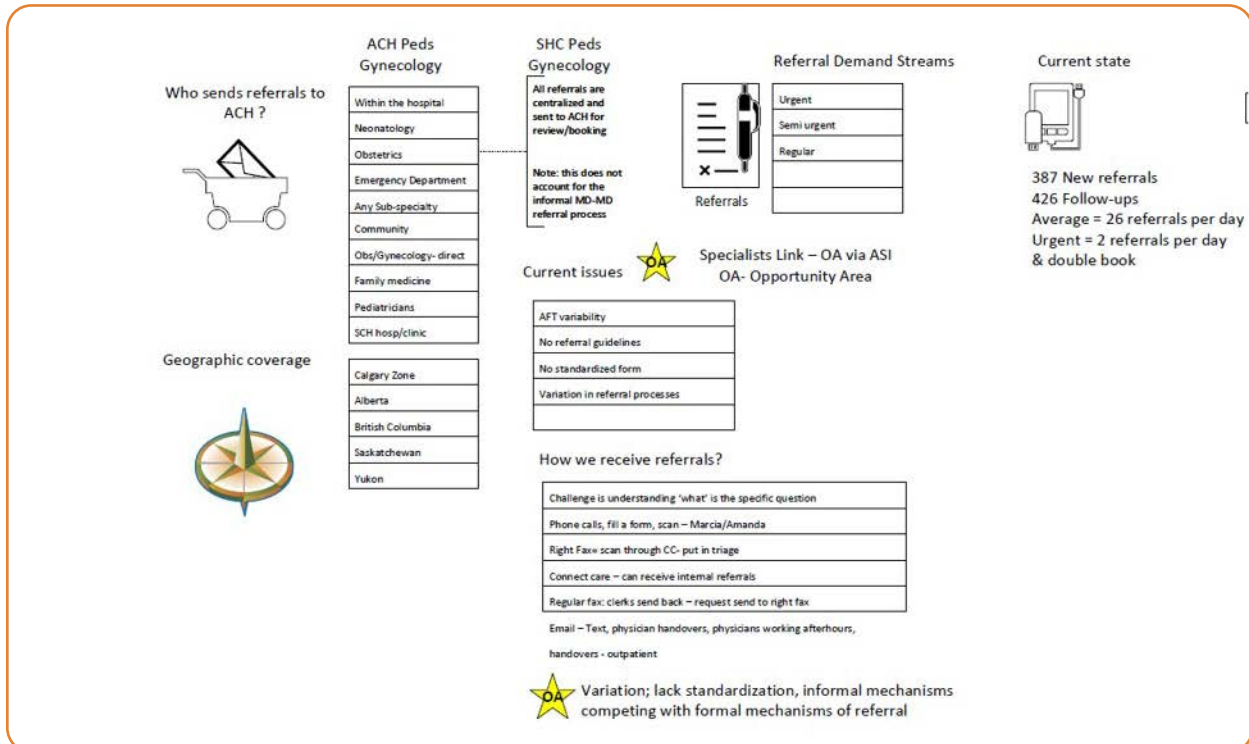 ACH Peds
Gynecology
Who sends referrals to
ACH ?
Within the hospital
Neonatology
Obstetrics
Emergency Department
Any Sub-specialty
Community
Obs/Gynecology- direct
Family medicine
Pediatricians
SCH hosp/clinic
SHC Peds
Gynecology
All referrals are
centralized and
sent to ACH for
review/booking
Note: this does not
account for the
informal MD-MD
referral process
Referrals
Referral Demand Streams
Urgent
Semi urgent
Regular
Current state
387 New referrals
426 Follow-ups
Average = 26 referrals per day
Urgent = 2 referrals per day
& double book
OA
Specialists Link – OA via ASI
OA- Opportunity Area
Current issues
AFT variability
No referral guidelines
No standardized form
Variation in referral processes
Geographic coverage
Calgary Zone
Alberta
British Columbia
Saskatchewan
Yukon
How we receive referrals?
Challenge is understanding ‘what’ is the specific question
Phone calls, fill a form, scan – Marcia/Amanda
Right Fax= scan through CC- put in triage
Connect care – can receive internal referrals
Regular fax: clerks send back – request send to right fax
Email – Text, physician handovers, physicians working afterhours,
handovers - outpatient
OA
Variation; lack standardization, informal mechanisms
competing with formal mechanisms of referral